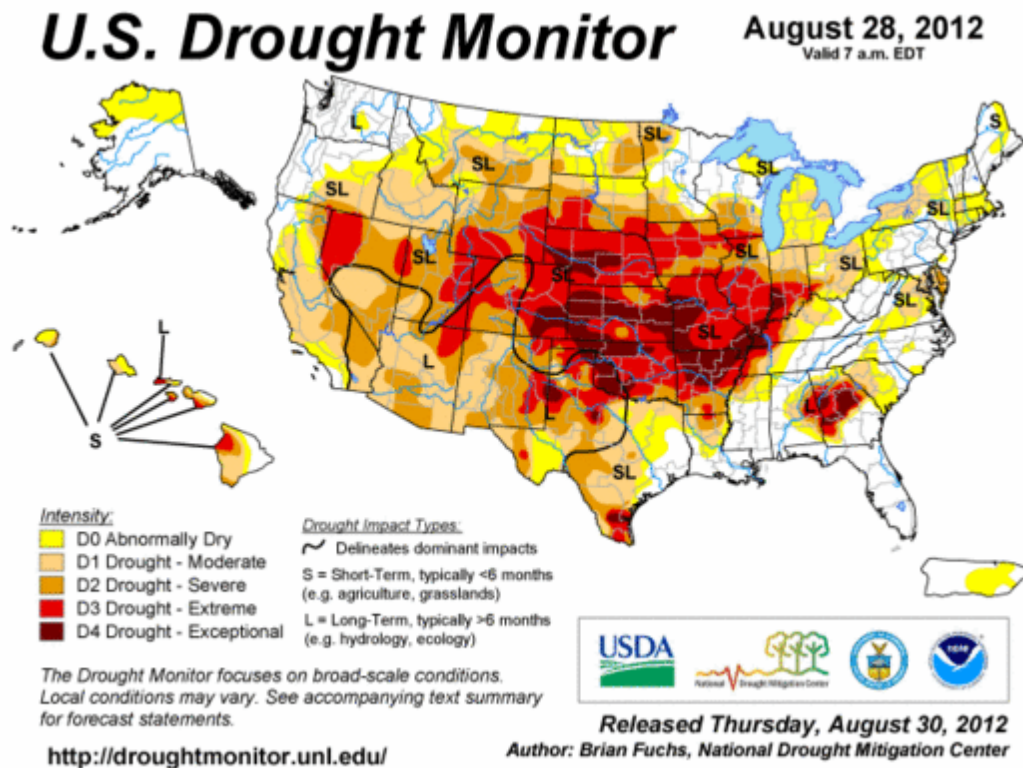 U.S. Drought Monitor
August 28, 2012
Valid 7 a.m. EDT
L
SL
S
SL
SL
SL
SL
SL
SL
SL
SL
SL
SL
L
L
L
SL
L
S
Intensity:
D0 Abnormally Dry
D1 Drought - Moderate
D2 Drought - Severe
D3 Drought - Extreme
D4 Drought - Exceptional
Drought Impact Types:
Delineates dominant impacts
S = Short-Term, typically <6 months
(e.g. agriculture, grasslands)
L = Long-Term, typically >6 months
(e.g. hydrology, ecology)
The Drought Monitor focuses on broad-scale conditions.
Local conditions may vary. See accompanying text summary
for forecast statements.
http://droughtmonitor.unl.edu/
USDA
National Drought Mitigation Center
Released Thursday, August 30, 2012
Author: Brian Fuchs, National Drought Mitigation Center